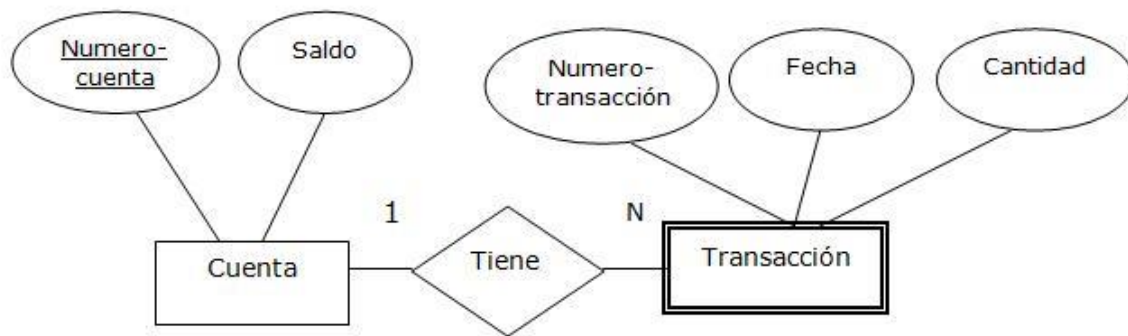 Numero-
cuenta
Saldo
Numero-
transacción
Fecha
Cantidad
1
N
Cuenta
Tiene
Transacción